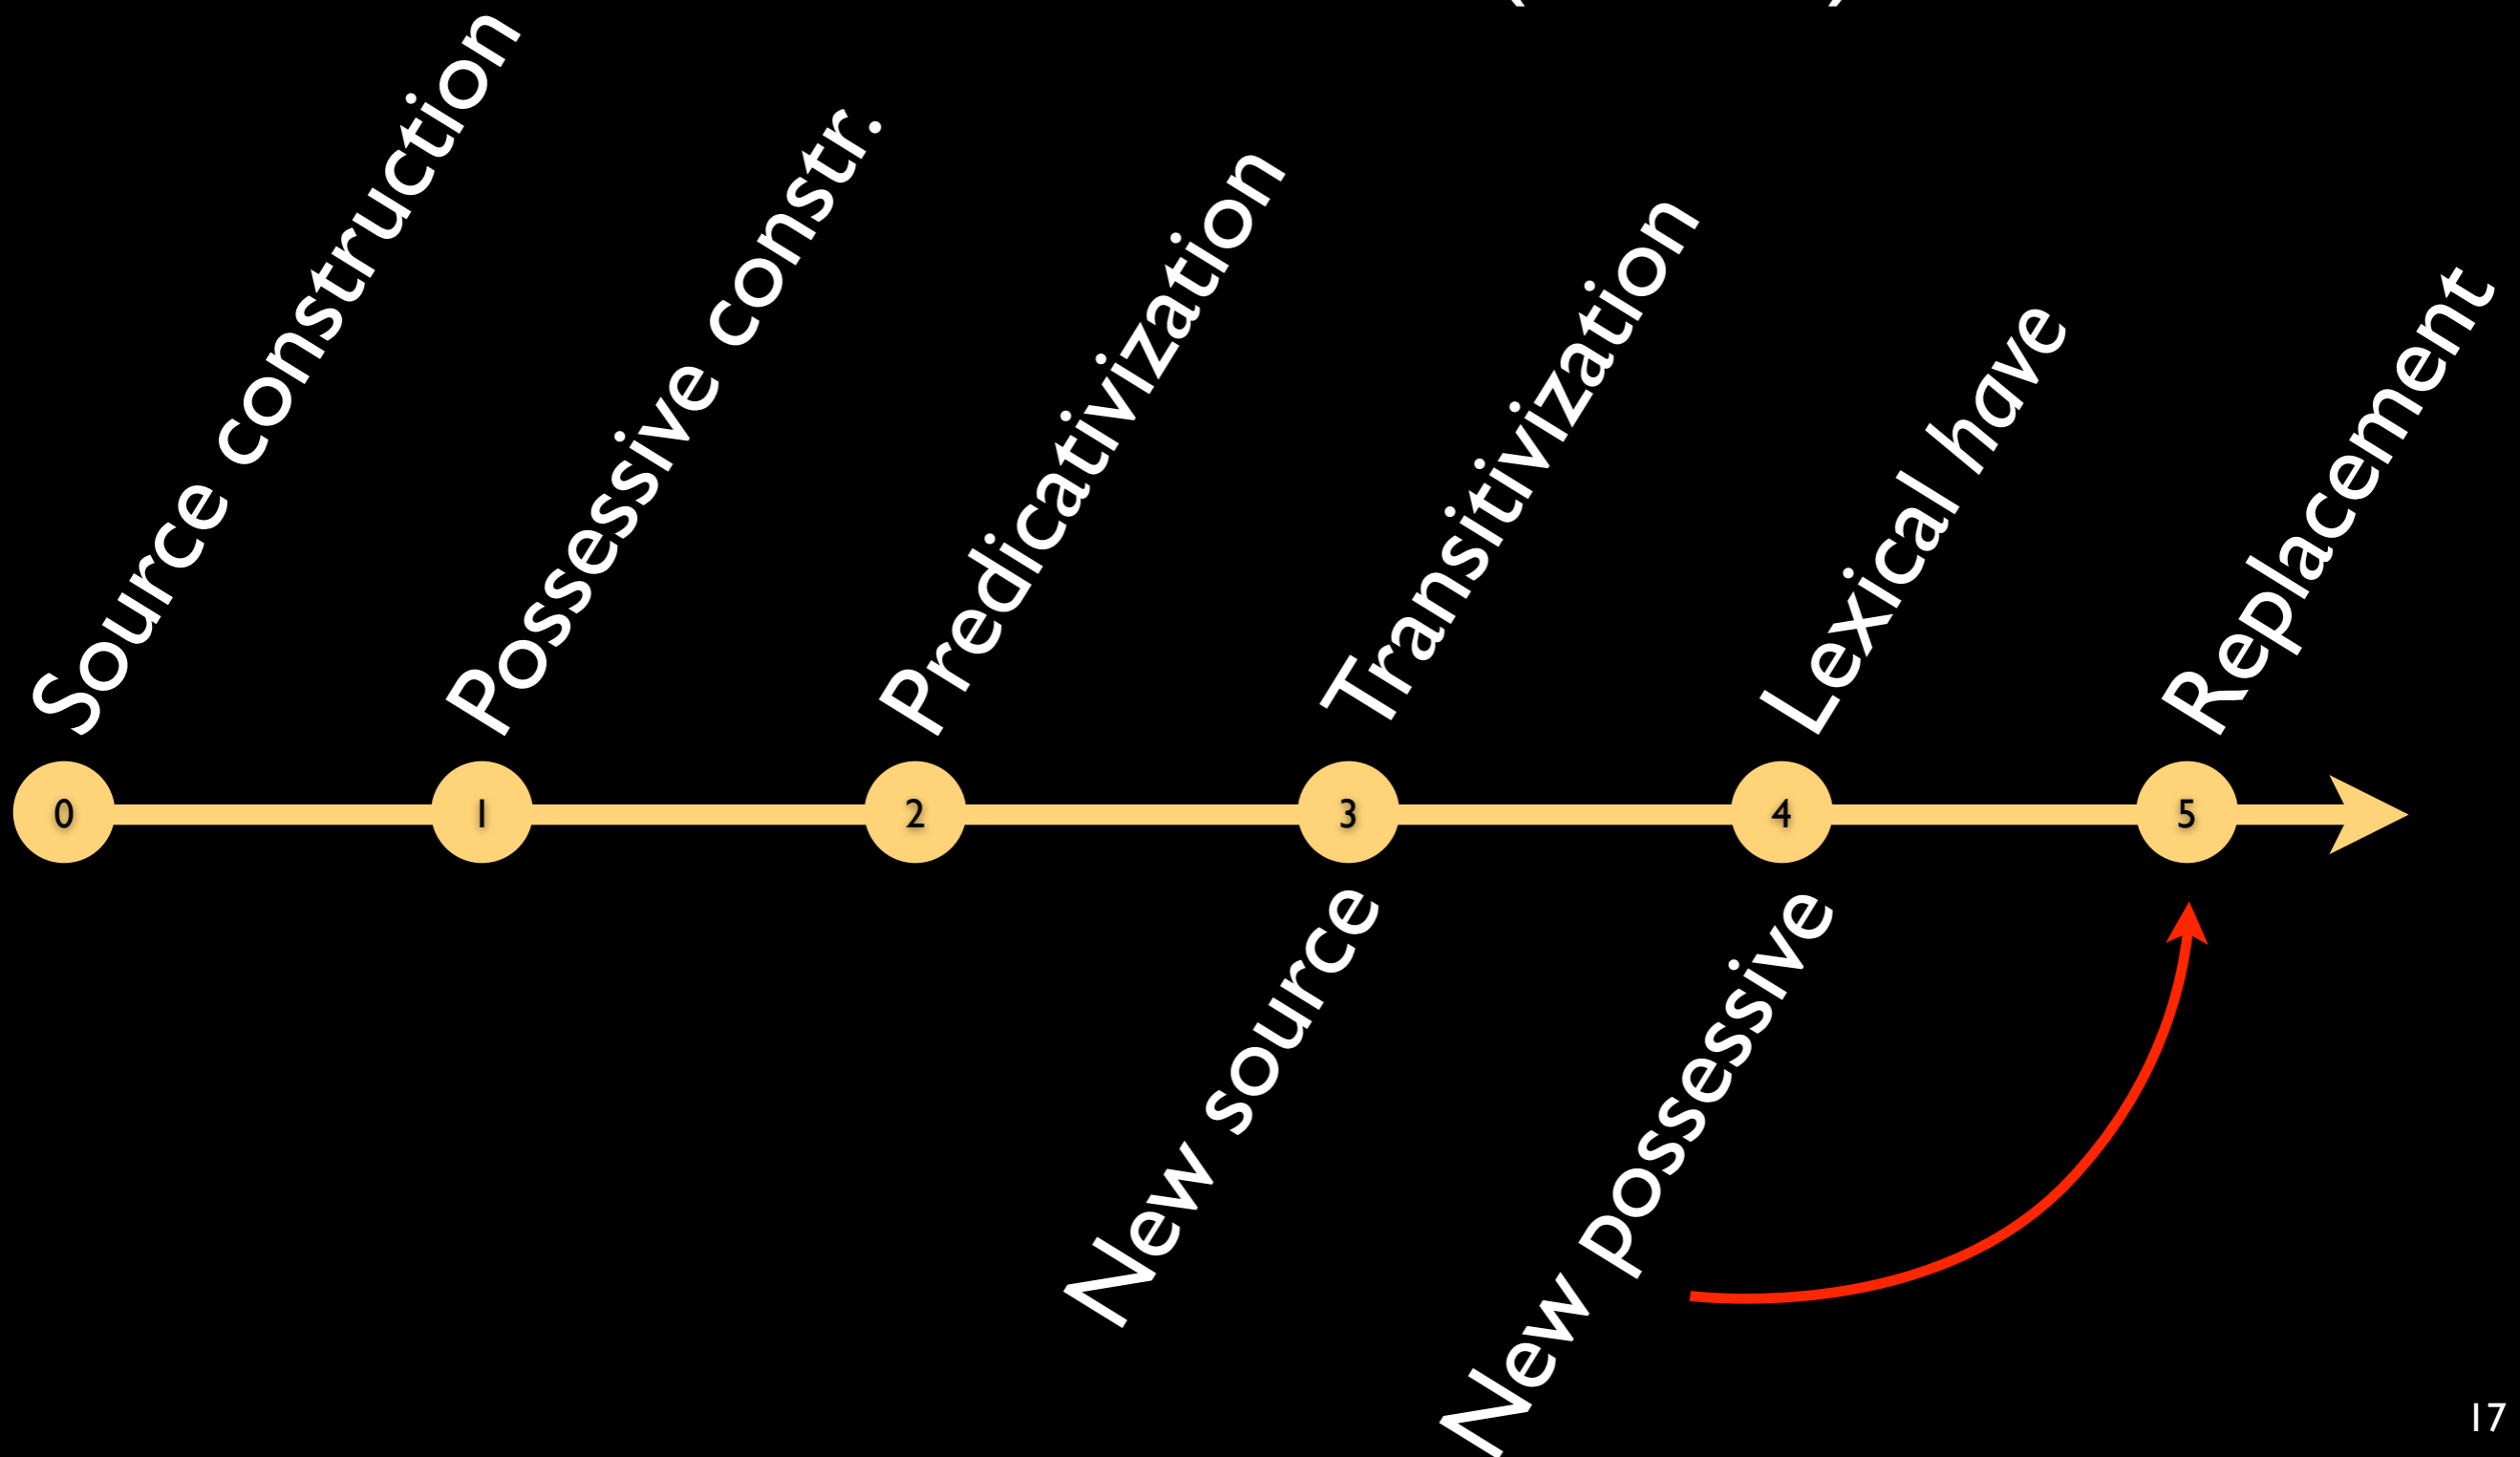 Source construction
Possessive constr.
Predicativization
Transitivization
Lexical have
Replacement
0
1
2
3
4
5
New source
New possessive
17